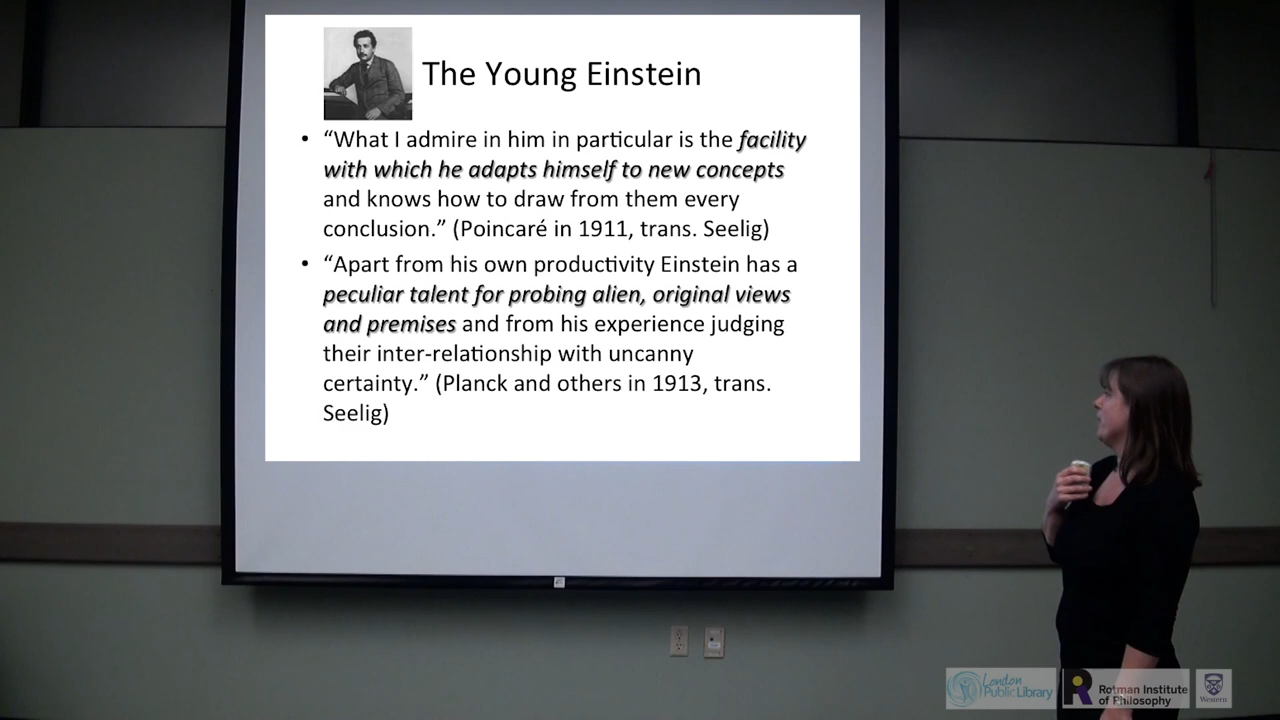 The Young Einstein
• “What I admire in him in particular is the facility
with which he adapts himself to new concepts
and knows how to draw from them every
conclusion.” (Poincaré in 1911, trans. Seelig)
• “Apart from his own productivity Einstein has a
peculiar talent for probing alien, original views
and premises and from his experience judging
their inter-relationship with uncanny
certainty.” (Planck and others in 1913, trans.
Seelig)
London
Public Library
Rotman Institute
of Philosophy
Western